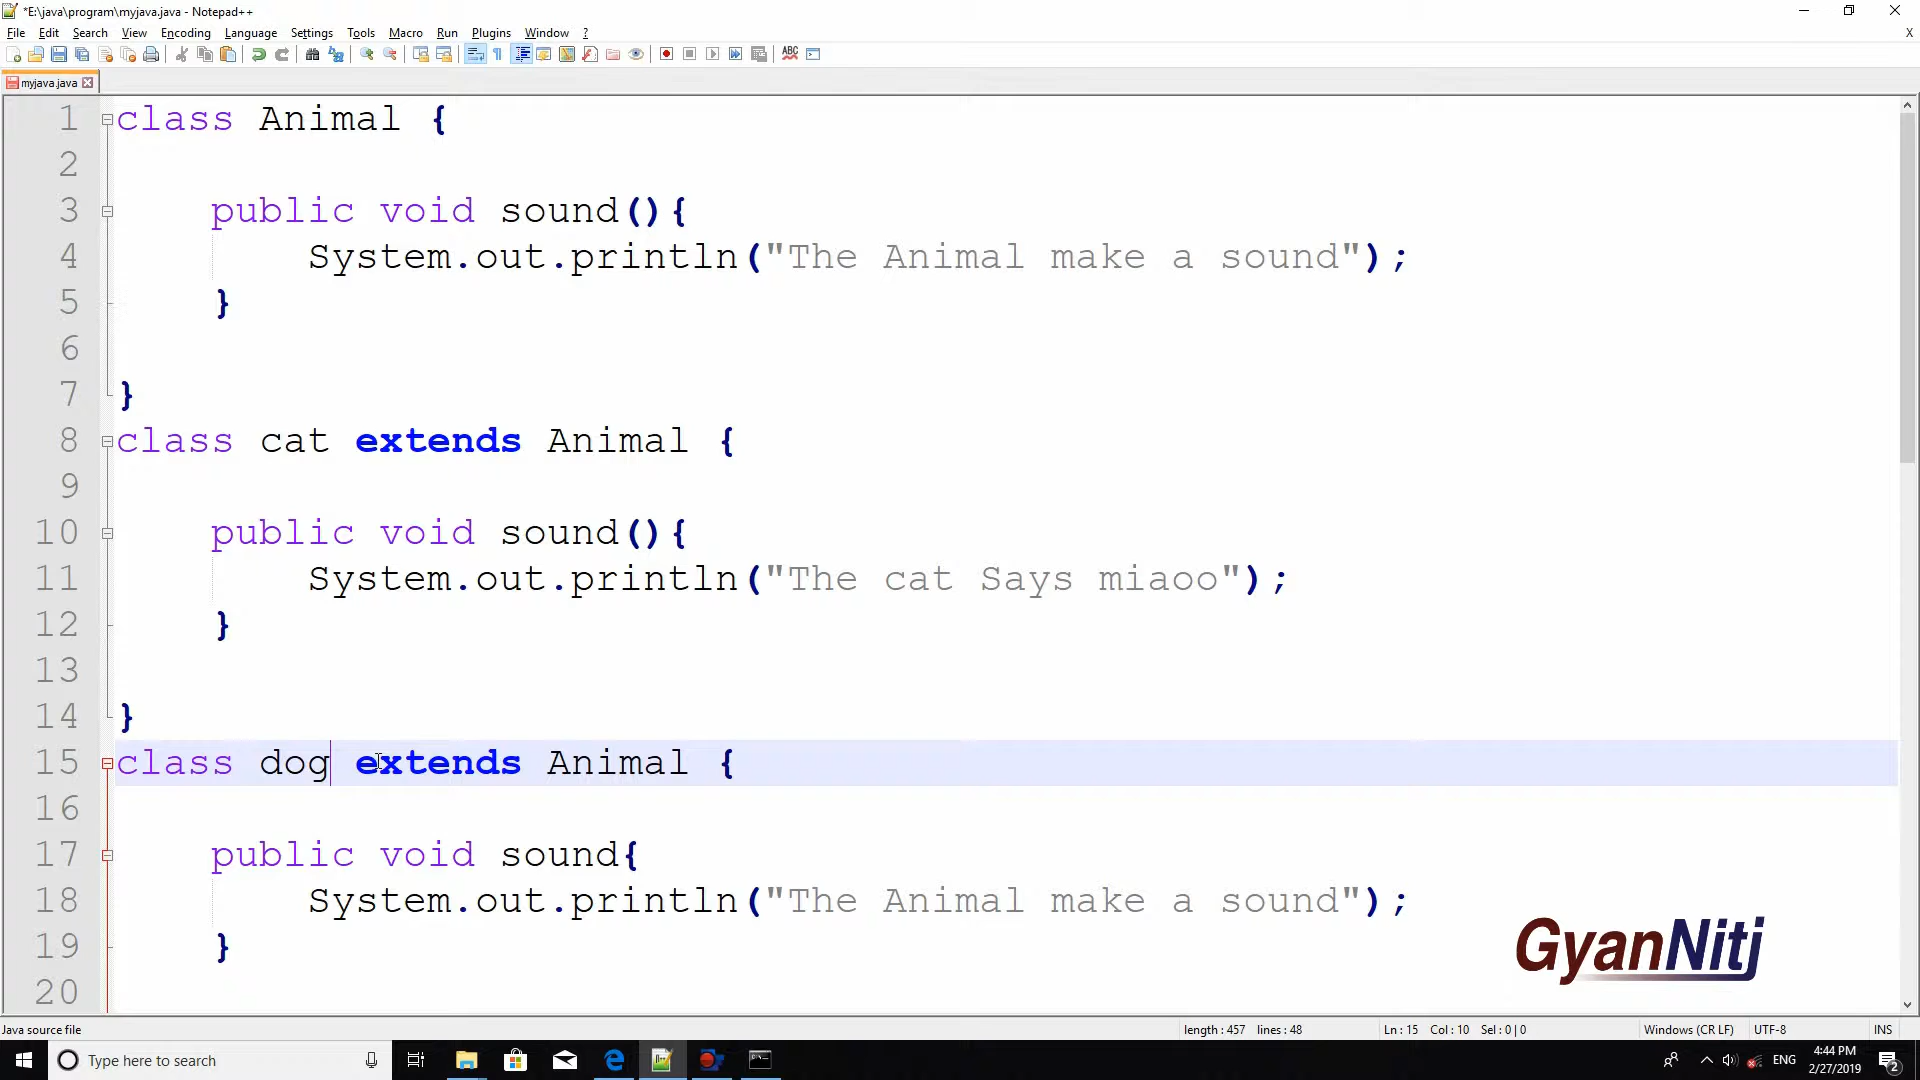 *E:\java\program\myjava.java - Notepad++
File Edit Search View Encoding Language Settings Tools Macro Run Plugins Window ? X
ABC
myjava.java
1 class Animal {
2
3 public void sound(){
4 System.out.println("The Animal make a sound");
5 }
6
7 }
8 class cat extends Animal {
9
10 public void sound(){
11 System.out.println("The cat Says miaoo");
12 }
13
14 }
15 class dog extends Animal {
16
17 public void sound{
18 System.out.println("The Animal make a sound");
19 }
20
GyanNitj
Java source file length : 457 lines : 48 Ln : 15 Col : 10 Sel : 0 | 0 Windows (CR LF) UTF-8 INS
Type here to search ENG 4:44 PM 2
2/27/2019